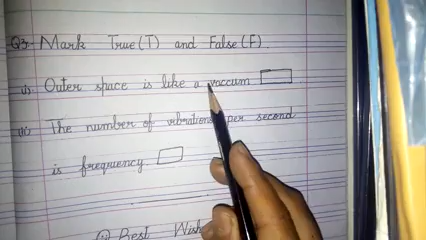 Q3- Mark True(T) and False(F).
(i) Outer space is like a vaccum
(ii) The number of vibrations per second
is frequency
Best Wish